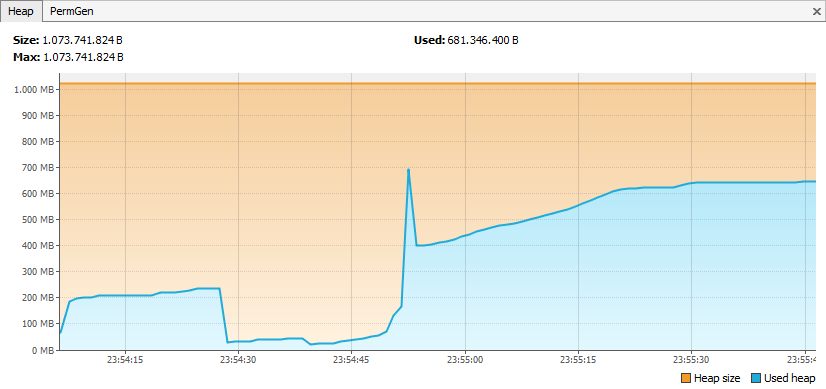 Heap PermGen
Size: 1.073.741.824 B Used: 681.346.400 B
Max: 1.073.741.824 B
1.000 MB
900 MB
800 MB
700 MB
600 MB
500 MB
400 MB
300 MB
200 MB
100 MB
0 MB
23:54:15 23:54:30 23:54:45 23:55:00 23:55:15 23:55:30 23:55:4
Heap size Used heap